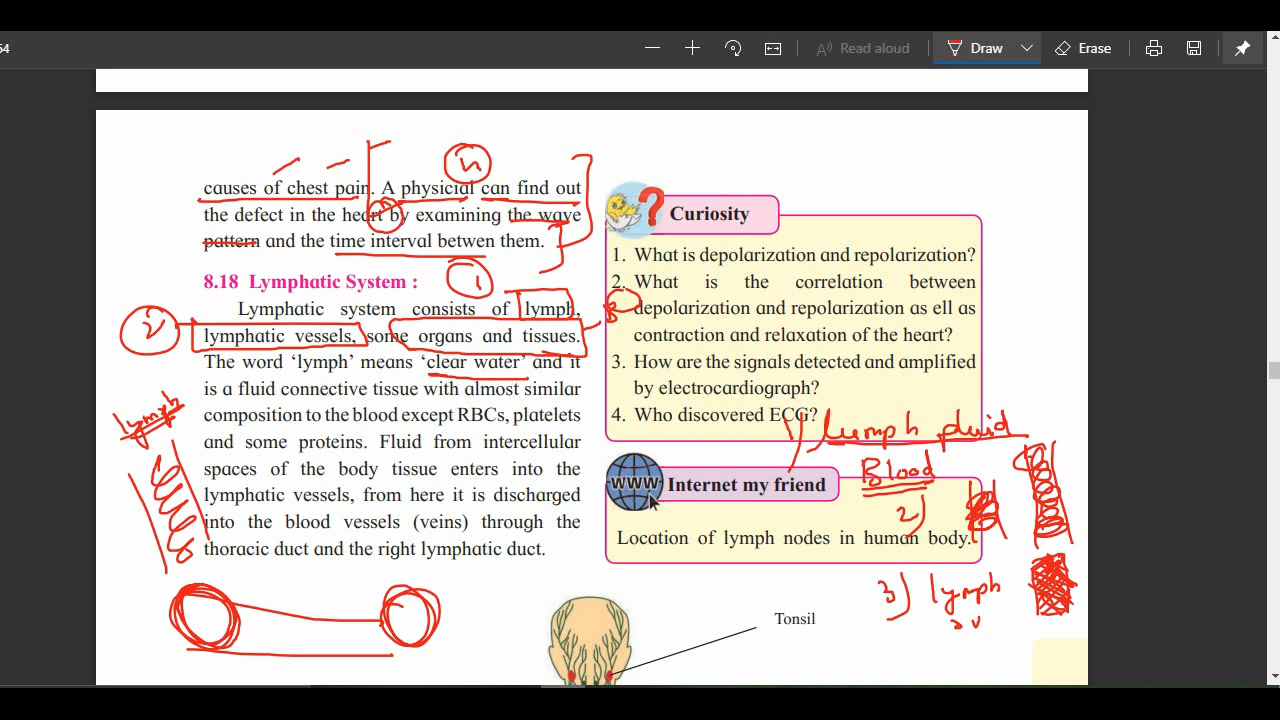 64
Read aloud
Draw
Erase
causes of chest pain. A physicial can find out
the defect in the heart by examining the wave
pattern and the time interval betwen them.
8.18 Lymphatic System :
Lymphatic system consists of lymph,
lymphatic vessels, some organs and tissues.
The word ‘lymph’ means ‘clear water’ and it
is a fluid connective tissue with almost similar
composition to the blood except RBCs, platelets
and some proteins. Fluid from intercellular
spaces of the body tissue enters into the
lymphatic vessels, from here it is discharged
into the blood vessels (veins) through the
thoracic duct and the right lymphatic duct.
1
2
lymph
Curiosity
1. What is depolarization and repolarization?
2. What is the correlation between
depolarization and repolarization as ell as
contraction and relaxation of the heart?
3. How are the signals detected and amplified
by electrocardiograph?
4. Who discovered ECG?
1) Lymph fluid
Blood
2)
WWW Internet my friend
Location of lymph nodes in human body.
3) lymph
Tonsil